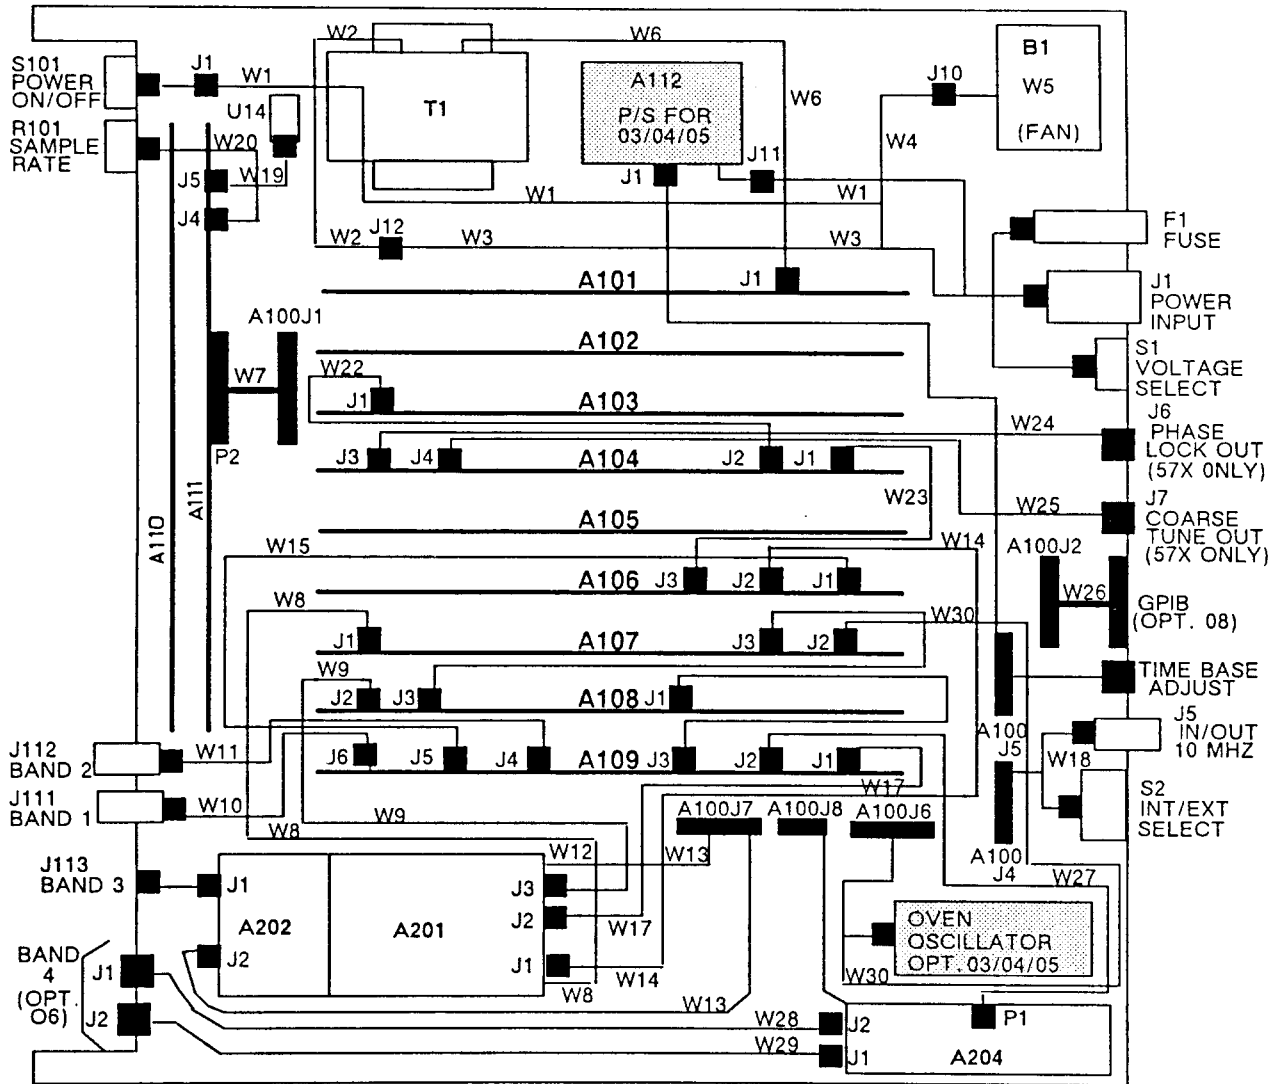 S101
POWER
ON/OFF
R101
SAMPLE
RATE
J1
W1
U14
W20
W19
J5
J4
W2
W6
T1
A112
P/S FOR
03/04/05
J1
J11
W6
B1
W5
(FAN)
J10
W4
W1
W1
J12
W2
W3
W3
F1
FUSE
J1
POWER
INPUT
S1
VOLTAGE
SELECT
J1
A101
A100J1
W7
P2
A102
W22
J1
A103
J3
J4
A104
J2
J1
W24
J6
PHASE
LOCK OUT
(57X ONLY)
W23
W25
J7
COARSE
TUNE OUT
(57X ONLY)
A110
A111
A105
W15
W14
A106
J3
J2
J1
A100J2
W26
GPIB
(OPT. 08)
W8
J1
A107
J3
J2
W30
W9
J2
J3
A108
J1
TIME BASE
ADJUST
A100
J5
J5
IN/OUT
10 MHZ
W18
S2
INT/EXT
SELECT
A100
J4
J112
BAND 2
W11
J6
J5
J4
A109
J3
J2
J1
W17
J111
BAND 1
W10
W9
W8
A100J7
A100J8
A100J6
W12
W13
J113
BAND 3
J1
A202
J2
A201
J3
J2
J1
W17
W14
W8
W27
OVEN
OSCILLATOR
OPT. 03/04/05
W30
BAND
4
(OPT.
O6)
J1
J2
W13
W28
W29
J2
J1
P1
A204